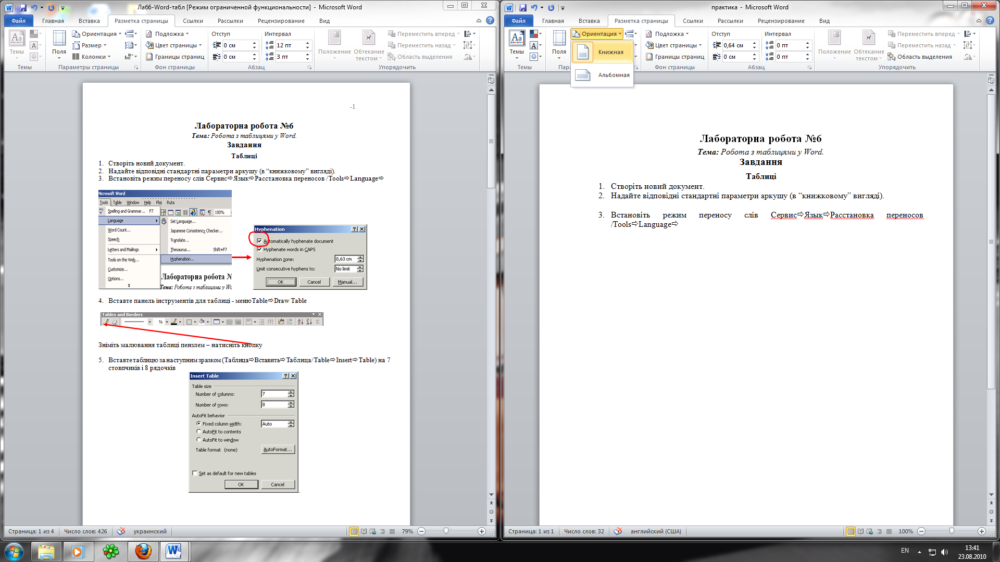 Лаб6-Word-табл [Режим ограниченной функциональности] - Microsoft Word
Файл Главная Вставка Разметка страницы Ссылки Рассылки Рецензирование Вид
Темы
Поля
Ориентация
Размер
Колонки
Подложка
Цвет страницы
Границы страниц
Отступ
0 см
0 см
Интервал
12 пт
3 пт
Положение
Обтекание текстом
Переместить вперед
Переместить назад
Область выделения
Темы Параметры страницы Фон страницы Абзац Упорядочить
-1
Лабораторна робота №6
Тема: Робота з таблицями у Word.
Завдання
Таблиці
1. Створіть новий документ.
2. Надайте відповідні стандартні параметри аркушу (в “книжковому” вигляді).
3. Встановіть режим переносу слів Сервис⇨Язык⇨Расстановка переносов /Tools⇨Language⇨
Microsoft Word
Tools Table Window Help Play Ruta
100%
Spelling and Grammar... F7
Language
Word Count...
Speech
Letters and Mailings
Tools on the Web...
Customize...
Options...
Set Language...
Japanese Consistency Checker...
Translate...
Thesaurus... Shift+F7
Hyphenation...
Лабораторна робота №
Тема: Робота з таблицями у Wo
Hyphenation
Automatically hyphenate document
Hyphenate words in CAPS
Hyphenation zone: 0,63 cm
Limit consecutive hyphens to: No limit
OK Cancel Manual...
4. Вставте панель інструментів для таблиці - менюTable⇨Draw Table
Tables and Borders
½
Зніміть малювання таблиці пензлем – натисніть кнопку
5. Вставте таблицю за наступним зразком (Таблица⇨Вставить⇨Таблица/Table⇨Insert⇨Table) на 7
стовпчиків і 8 рядочків
Insert Table
Table size
Number of columns: 7
Number of rows: 8
AutoFit behavior
Fixed column width: Auto
AutoFit to contents
AutoFit to window
Table format (none) AutoFormat...
Set as default for new tables
OK Cancel
Страница: 1 из 4 Число слов: 426 украинский 79%
практика - Microsoft Word
Файл Главная Вставка Разметка страницы Ссылки Рассылки Рецензирование Вид
Темы
Поля
Ориентация
Книжная
Альбомная
Подложка
Цвет страницы
Границы страниц
Отступ
0,64 см
0 см
Интервал
0 пт
0 пт
Положение
Обтекание текстом
Переместить вперед
Переместить назад
Область выделения
Темы Пара Фон страницы Абзац Упорядочить
Лабораторна робота №6
Тема: Робота з таблицями у Word.
Завдання
Таблиці
1. Створіть новий документ.
2. Надайте відповідні стандартні параметри аркушу (в “книжковому” вигляді).
3. Встановіть режим переносу слів Сервис⇨Язык⇨Расстановка переносов
/Tools⇨Language⇨
Страница: 1 из 1 Число слов: 32 английский (США) 100%
EN 13:41
23.08.2010